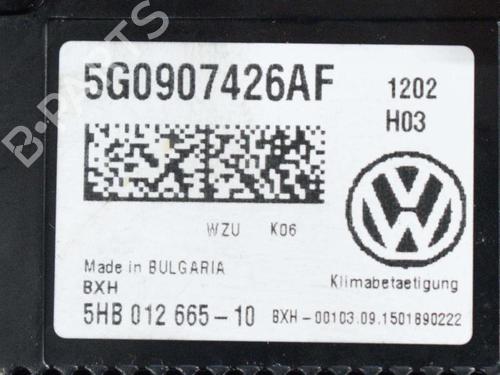 5G0907426AF 1202
H03
WZU K06
Made in BULGARIA
BXH
Klimabetaetigung
5HB 012 665-10 BXH-00103.09.1501890222
B-PARTS